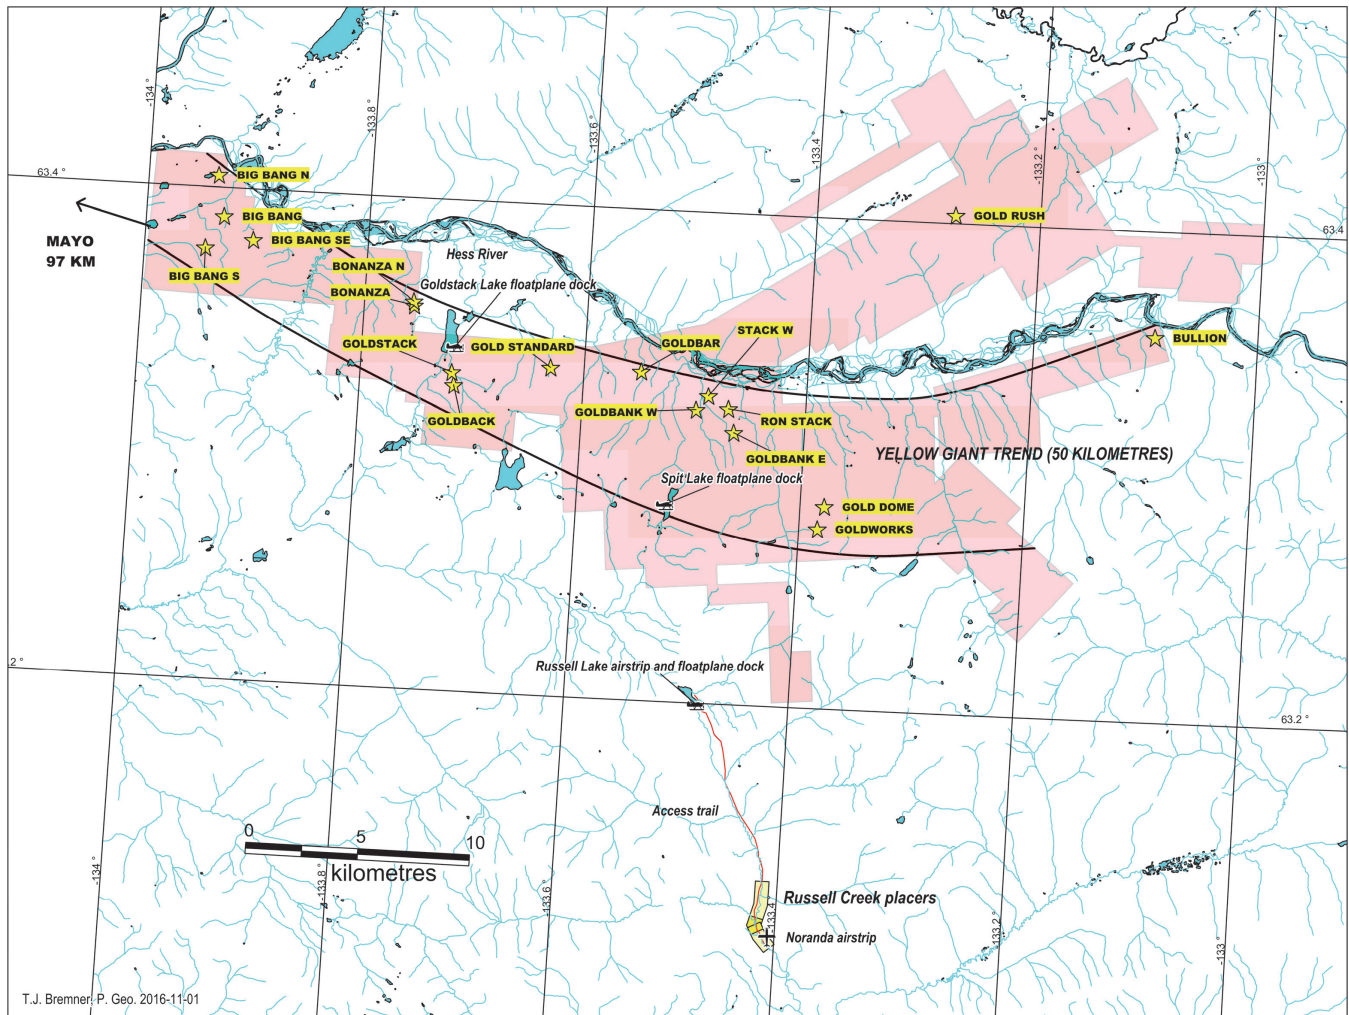 -134 °
-133.8 °
-133.6 °
-133.4 °
-133.2 °
-133 °
63.4 °
BIG BANG N
BIG BANG
GOLD RUSH
63.4
MAYO
97 KM
BIG BANG SE
BIG BANG S
BONANZA N
BONANZA
Hess River
Goldstack Lake floatplane dock
STACK W
GOLDSTACK
GOLD STANDARD
GOLDBAR
BULLION
GOLDBACK
GOLDBANK W
RON STACK
GOLDBANK E
YELLOW GIANT TREND (50 KILOMETRES)
Spit Lake floatplane dock
GOLD DOME
GOLDWORKS
.2 °
Russell Lake airstrip and floatplane dock
63.2 °
Access trail
0
5
10
kilometres
-134 °
-133.8 °
-133.6 °
-133.4
-133.2 °
-133 °
Russell Creek placers
Noranda airstrip
T.J. Bremner, P. Geo. 2016-11-01